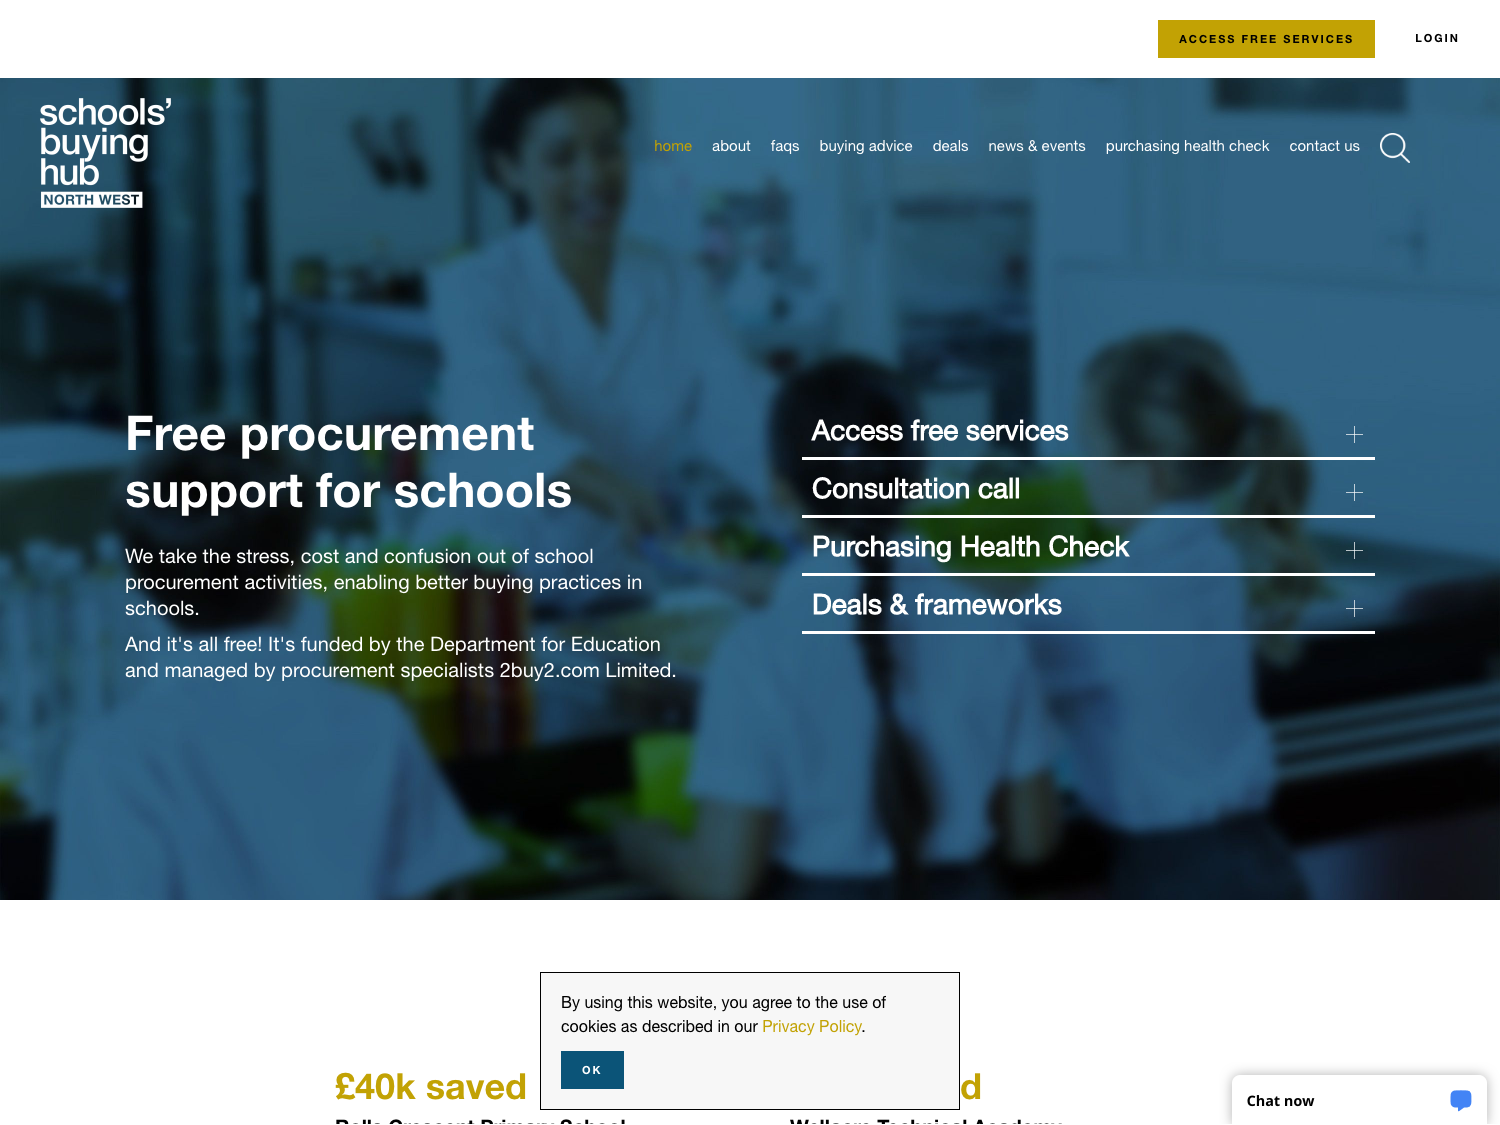 ACCESS FREE SERVICES
LOGIN
schools'
buying
hub
NORTH WEST
home about faqs buying advice deals news & events purchasing health check contact us
Free procurement
support for schools
We take the stress, cost and confusion out of school
procurement activities, enabling better buying practices in
schools.
And it's all free! It's funded by the Department for Education
and managed by procurement specialists 2buy2.com Limited.
Access free services
Consultation call
Purchasing Health Check
Deals & frameworks
By using this website, you agree to the use of
cookies as described in our Privacy Policy.
OK
£40k saved
Chat now